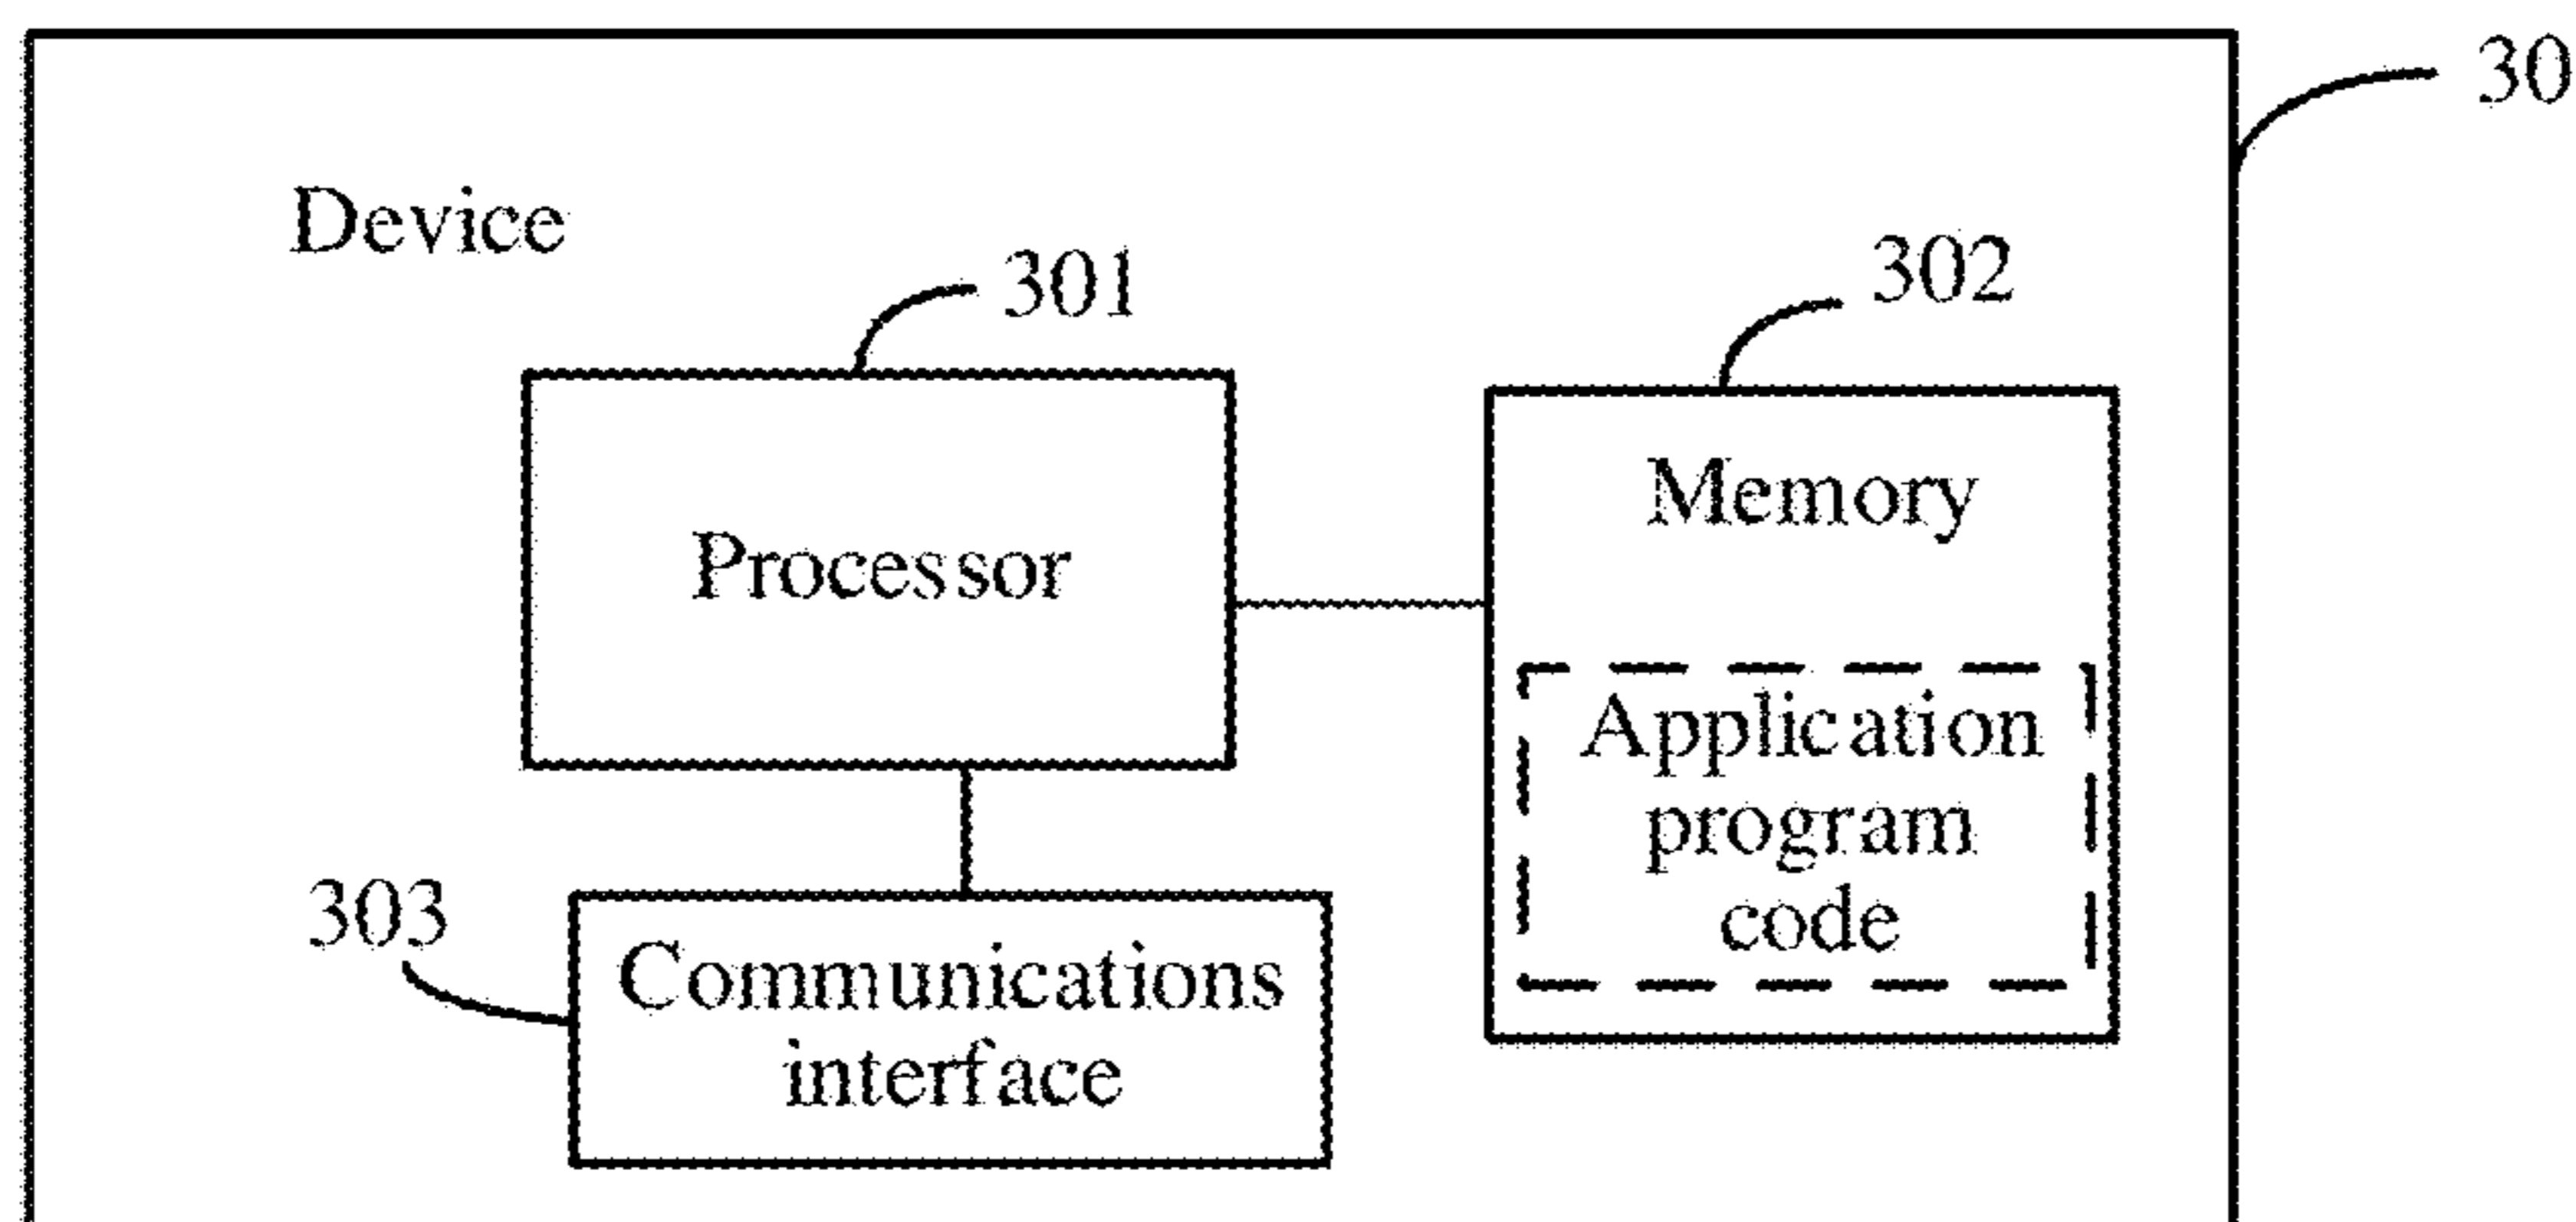 30
Device
301
302
Processor
Memory
Application
program
code
303
Communications
interface